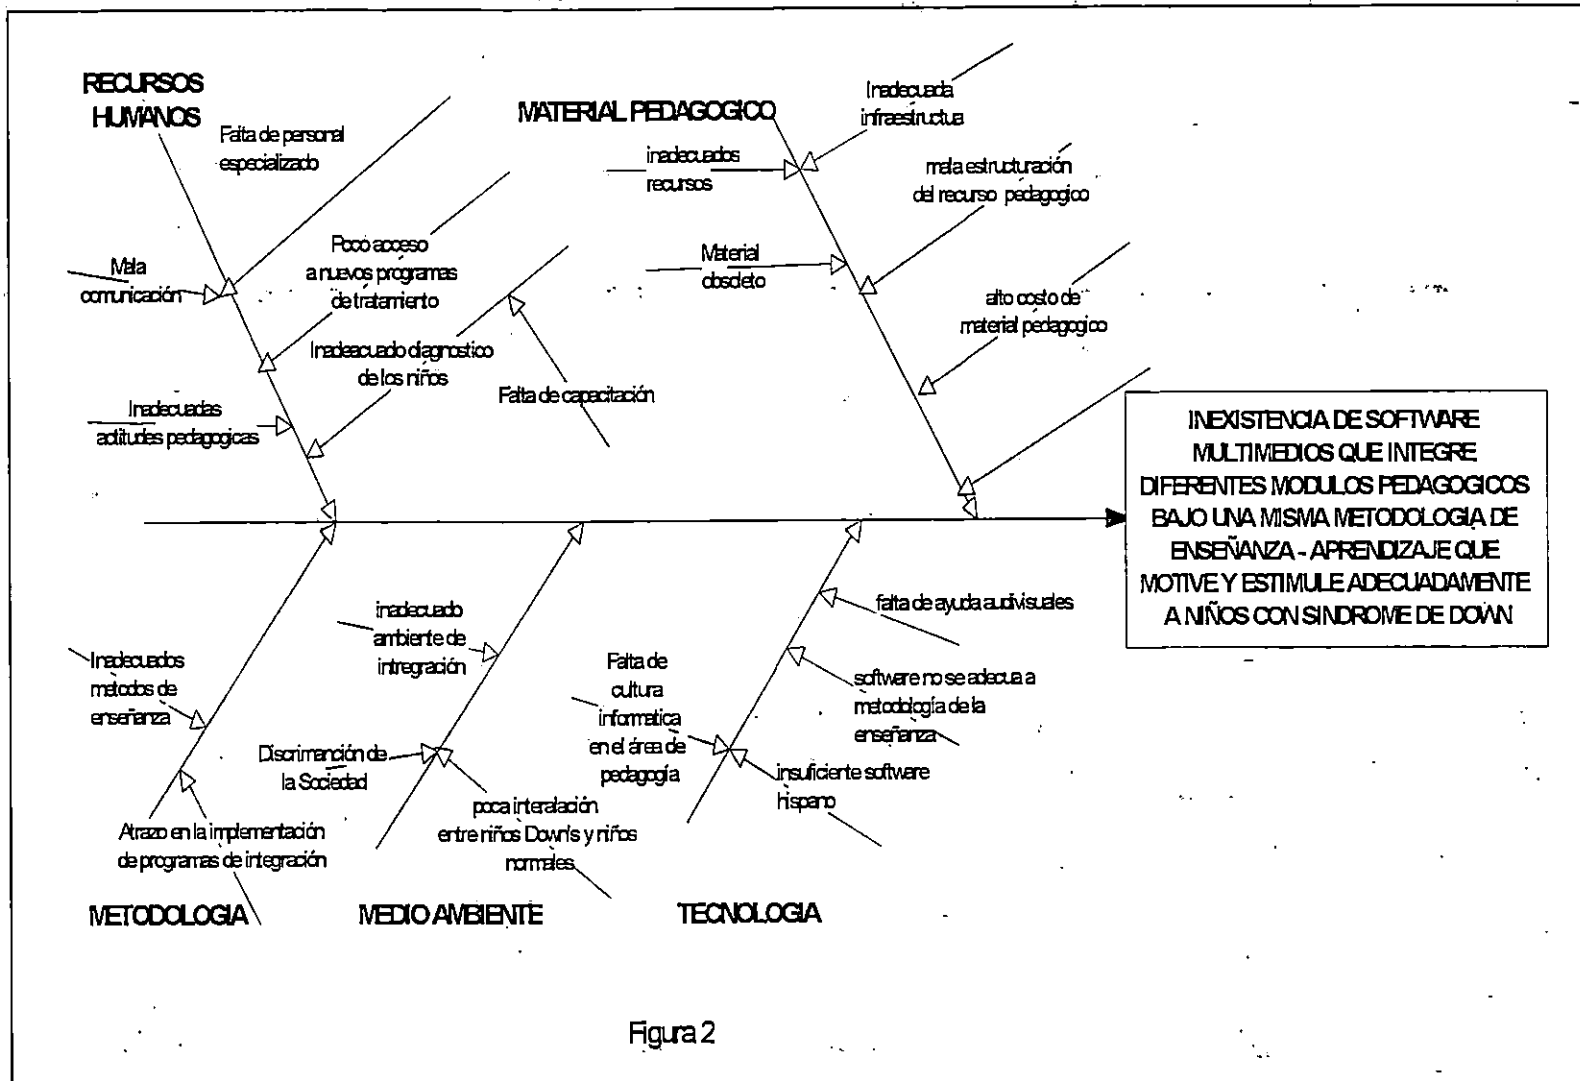 RECURSOS
HUMANOS
Falta de personal
especializado
Mala
comunicación
Poco acceso
a nuevos programas
de tratamiento
Inadeacuado diagnostico
de los niños
Falta de capacitación
Inadecuadas
actitudes pedagogicas
MATERIAL PEDAGOGICO
Inadecuada
infraestructua
inadecuados
recursos
mala estructuración
del recurso pedagogico
Material
obsoleto
alto costo de
material pedagogico
INEXISTENCIA DE SOFTWARE
MULTIMEDIOS QUE INTEGRE
DIFERENTES MODULOS PEDAGOGICOS
BAJO UNA MISMA METODOLOGIA DE
ENSEÑANZA - APRENDIZAJE QUE
MOTIVE Y ESTIMULE ADECUADAMENTE
A NIÑOS CON SINDROME DE DOWN
Inadecuados
metodos de
enseñanza
Atrazo en la implementación
de programas de integración
METODOLOGIA
inadecuado
ambiente de
intregración
Discrimanción de
la Sociedad
poca interalación
entre niños Down's y niños
normales
MEDIO AMBIENTE
falta de ayuda audivisuales
Falta de
cultura
informatica
en el área de
pedagogía
software no se adecua a
metodología de la
enseñanza
insuficiente software
hispano
TECNOLOGIA
Figura 2